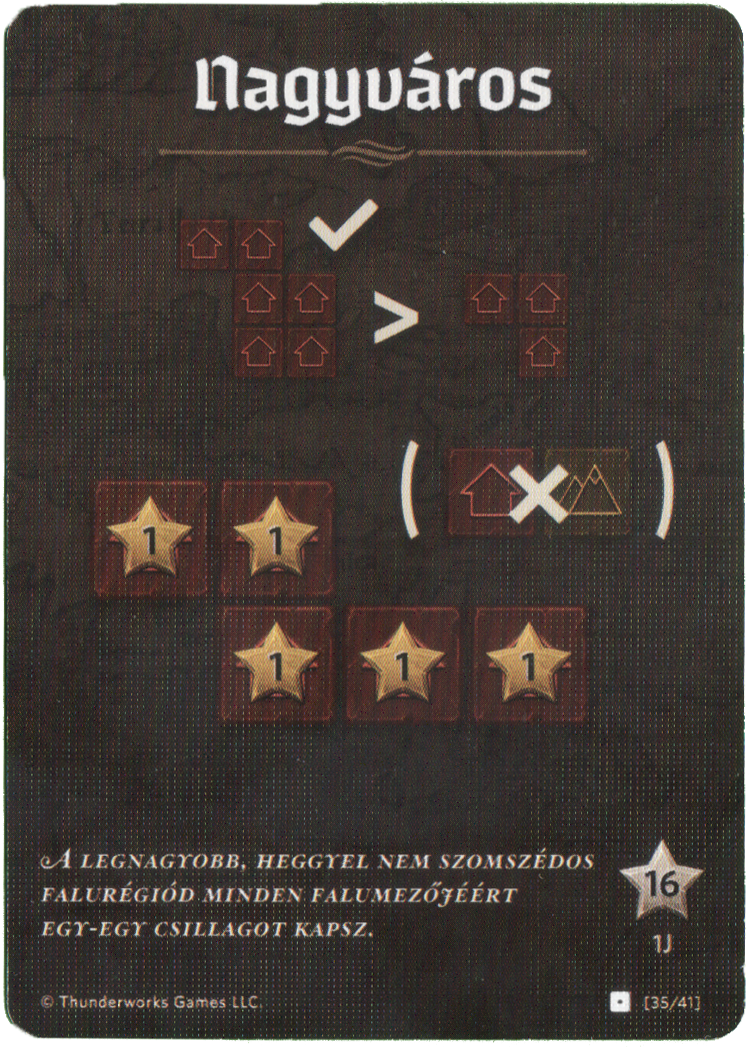 Nagyváros
1 1
1 1 1
A LEGNAGYOBB, HEGGYEL NEM SZOMSZÉDOS
FALURÉGIÓD MINDEN FALUMEZŐJÉÉRT
EGY-EGY CSILLAGOT KAPSZ.
16
1J
© Thunderworks Games LLC.
[35/41]